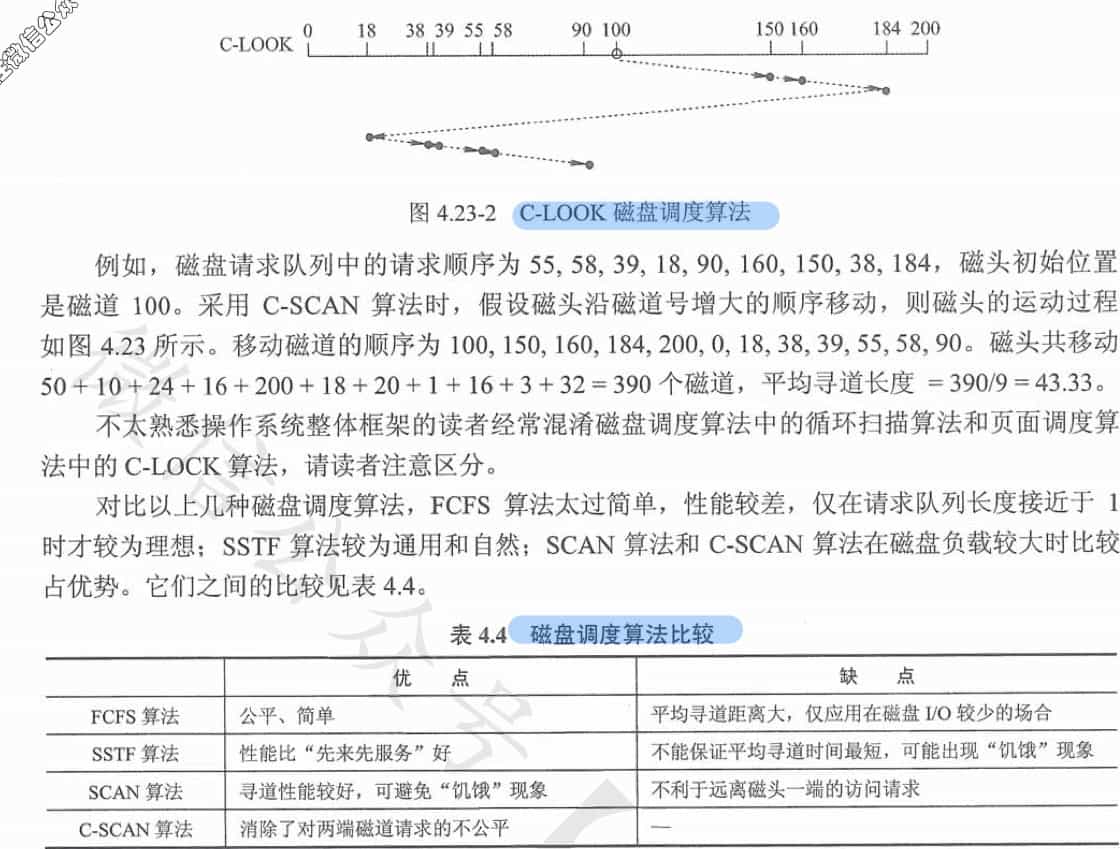 主微信公众
0 18 38 39 55 58 90 100 150 160 184 200
C-LOOK
图 4.23-2 C-LOOK 磁盘调度算法
例如，磁盘请求队列中的请求顺序为 55, 58, 39, 18, 90, 160, 150, 38, 184，磁头初始位置
是磁道 100。采用 C-SCAN 算法时，假设磁头沿磁道号增大的顺序移动，则磁头的运动过程
如图 4.23 所示。移动磁道的顺序为 100, 150, 160, 184, 200, 0, 18, 38, 39, 55, 58, 90。磁头共移动
50 + 10 + 24 + 16 + 200 + 18 + 20 + 1 + 16 + 3 + 32 = 390 个磁道，平均寻道长度 = 390/9 = 43.33。
不太熟悉操作系统整体框架的读者经常混淆磁盘调度算法中的循环扫描算法和页面调度算
法中的 C-LOCK 算法，请读者注意区分。
对比以上几种磁盘调度算法，FCFS 算法太过简单，性能较差，仅在请求队列长度接近于 1
时才较为理想；SSTF 算法较为通用和自然；SCAN 算法和 C-SCAN 算法在磁盘负载较大时比较
占优势。它们之间的比较见表 4.4。
表 4.4 磁盘调度算法比较
优 点 缺 点
FCFS 算法 公平、简单 平均寻道距离大，仅应用在磁盘 I/O 较少的场合
SSTF 算法 性能比“先来先服务”好 不能保证平均寻道时间最短，可能出现“饥饿”现象
SCAN 算法 寻道性能较好，可避免“饥饿”现象 不利于远离磁头一端的访问请求
C-SCAN 算法 消除了对两端磁道请求的不公平 —
微信公众号【